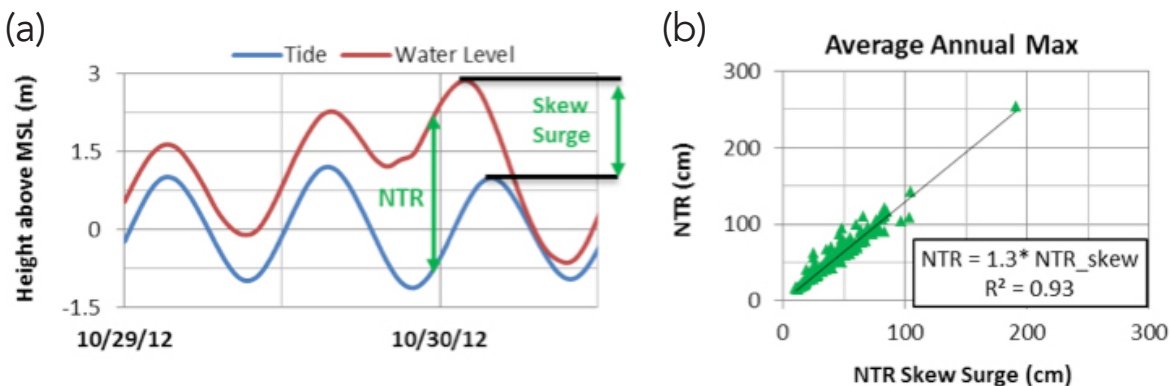 (a)
Tide
Water Level
Height above MSL (m)
3
1.5
0
-1.5
Skew
Surge
NTR
10/29/12
10/30/12
(b)
Average Annual Max
NTR (cm)
300
200
100
0
NTR = 1.3* NTR_skew
R² = 0.93
0
100
200
300
NTR Skew Surge (cm)